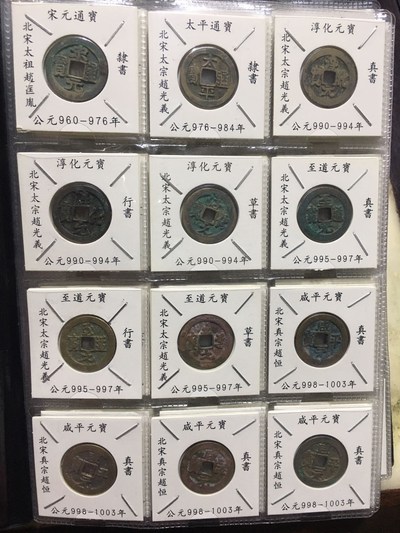 宋元通寶
北宋太祖趙匡胤
隸書
公元960-976年
太平通寶
北宋太宗趙光義
隸書
公元976-984年
淳化元寶
北宋太宗趙光義
真書
公元990-994年
淳化元寶
北宋太宗趙光義
行書
公元990-994年
淳化元寶
北宋太宗趙光義
草書
公元990-994年
至道元寶
北宋太宗趙光義
真書
公元995-997年
至道元寶
北宋太宗趙光義
行書
公元995-997年
至道元寶
北宋太宗趙光義
草書
公元995-997年
咸平元寶
北宋真宗趙恒
真書
公元998-1003年
咸平元寶
北宋真宗趙恒
真書
公元998-1003年
咸平元寶
北宋真宗趙恒
真書
公元998-1003年
咸平元寶
北宋真宗趙恒
真書
公元998-1003年